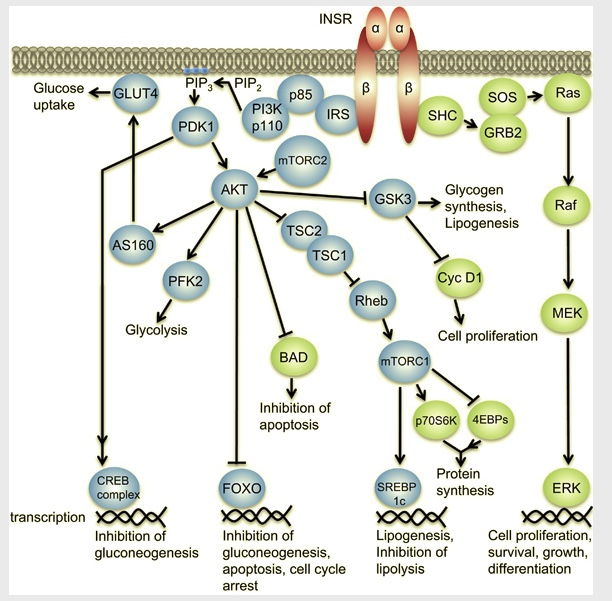 INSR
α α
β β
Glucose
uptake
GLUT4
PIP3
PIP2
PI3K
p110
p85
IRS
SHC
SOS
GRB2
Ras
PDK1
mTORC2
AKT
GSK3
Glycogen
synthesis,
Lipogenesis
Raf
AS160
TSC2
TSC1
PFK2
Cyc D1
Rheb
MEK
Glycolysis
Cell proliferation
BAD
mTORC1
Inhibition of
apoptosis
p70S6K
4EBPs
Protein
synthesis
CREB
complex
FOXO
SREBP
1c
ERK
transcription
Inhibition of
gluconeogenesis
Inhibition of
gluconeogenesis,
apoptosis, cell cycle
arrest
Lipogenesis,
Inhibition of
lipolysis
Cell proliferation,
survival, growth,
differentiation